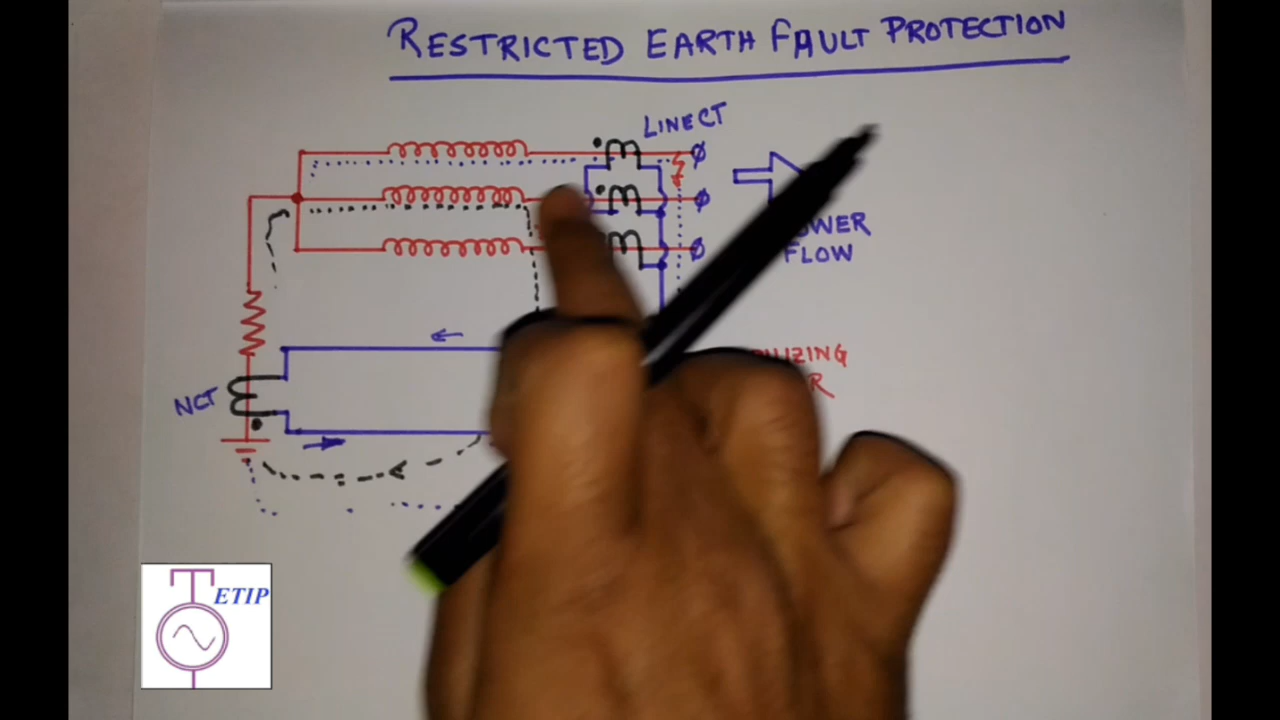 RESTRICTED EARTH FAULT PROTECTION
LINE CT
FLOW
NCT
ETIP